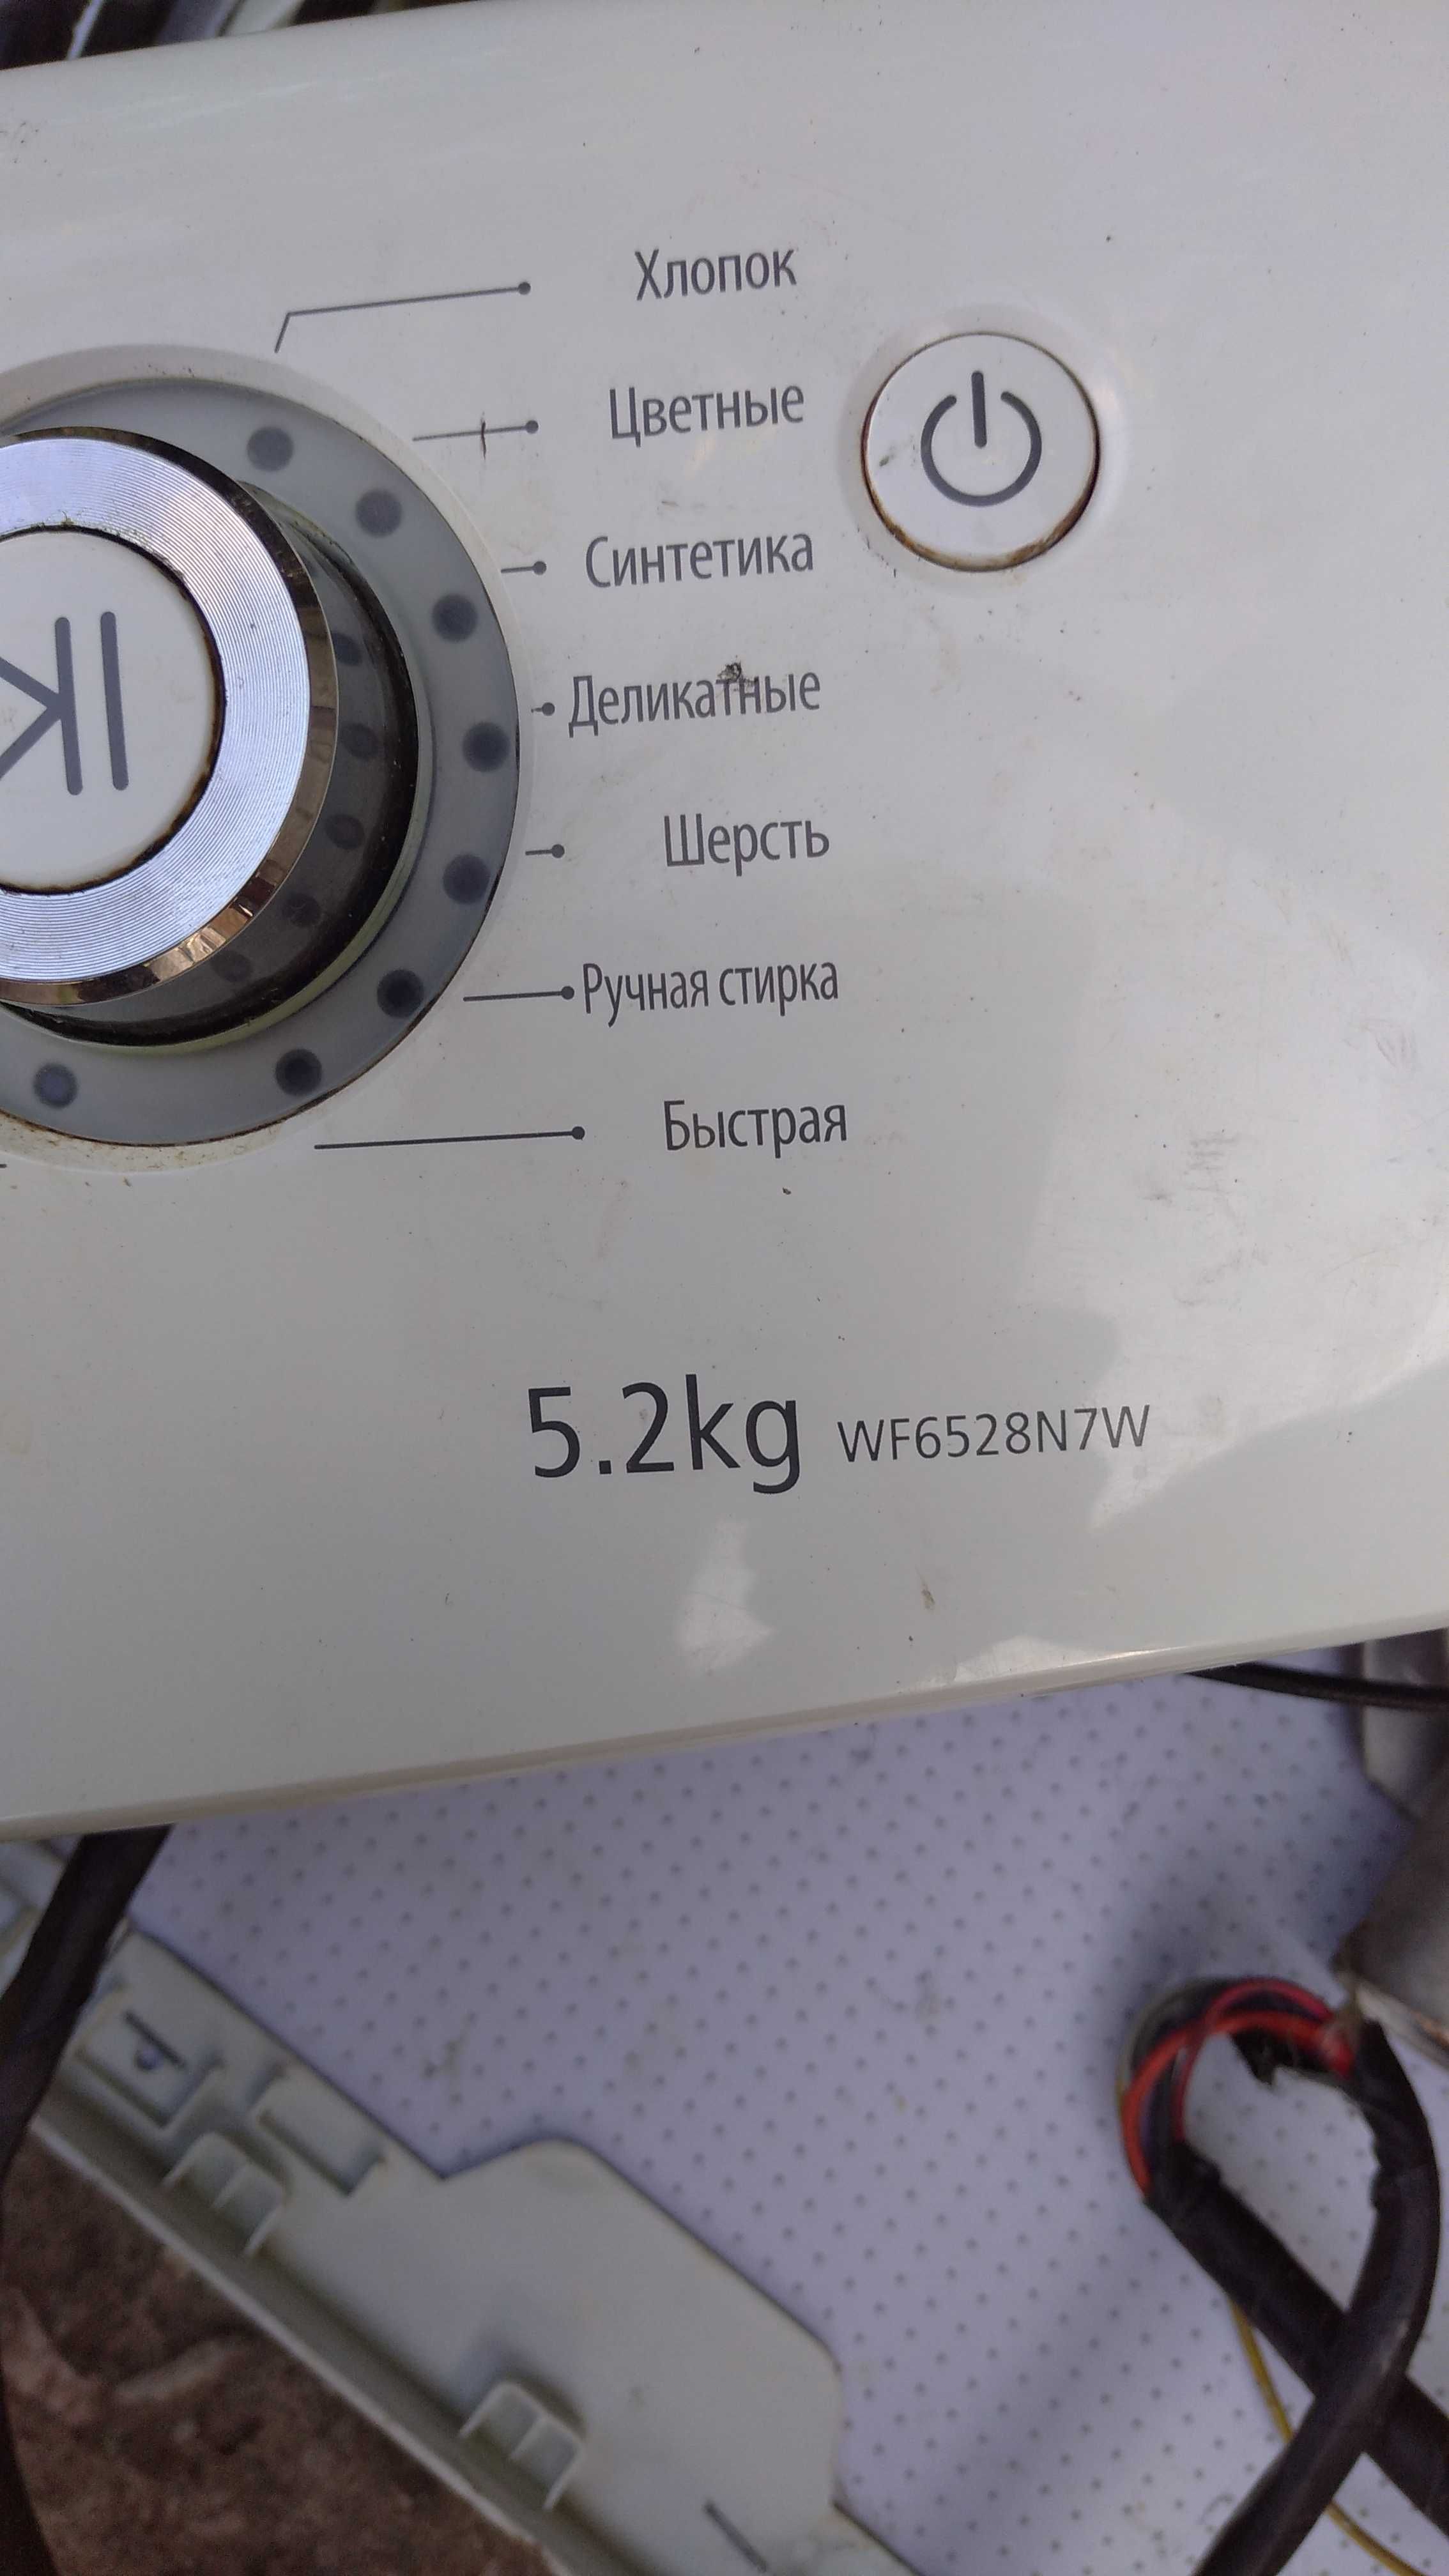 Хлопок
Цветные
Синтетика
Деликатные
Шерсть
Ручная стирка
Быстрая
5.2kg WF6528N7W